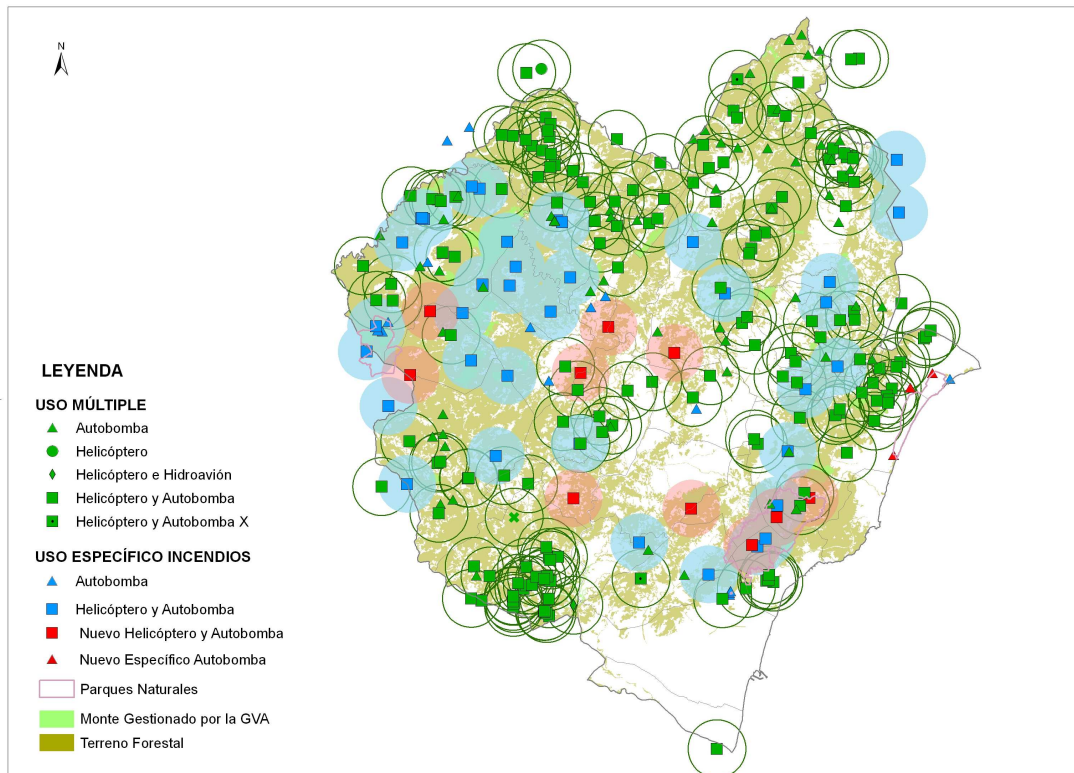 N
LEYENDA
USO MÚLTIPLE
Autobomba
Helicóptero
Helicóptero e Hidroavión
Helicóptero y Autobomba
Helicóptero y Autobomba X
USO ESPECÍFICO INCENDIOS
Autobomba
Helicóptero y Autobomba
Nuevo Helicóptero y Autobomba
Nuevo Específico Autobomba
Parques Naturales
Monte Gestionado por la GVA
Terreno Forestal